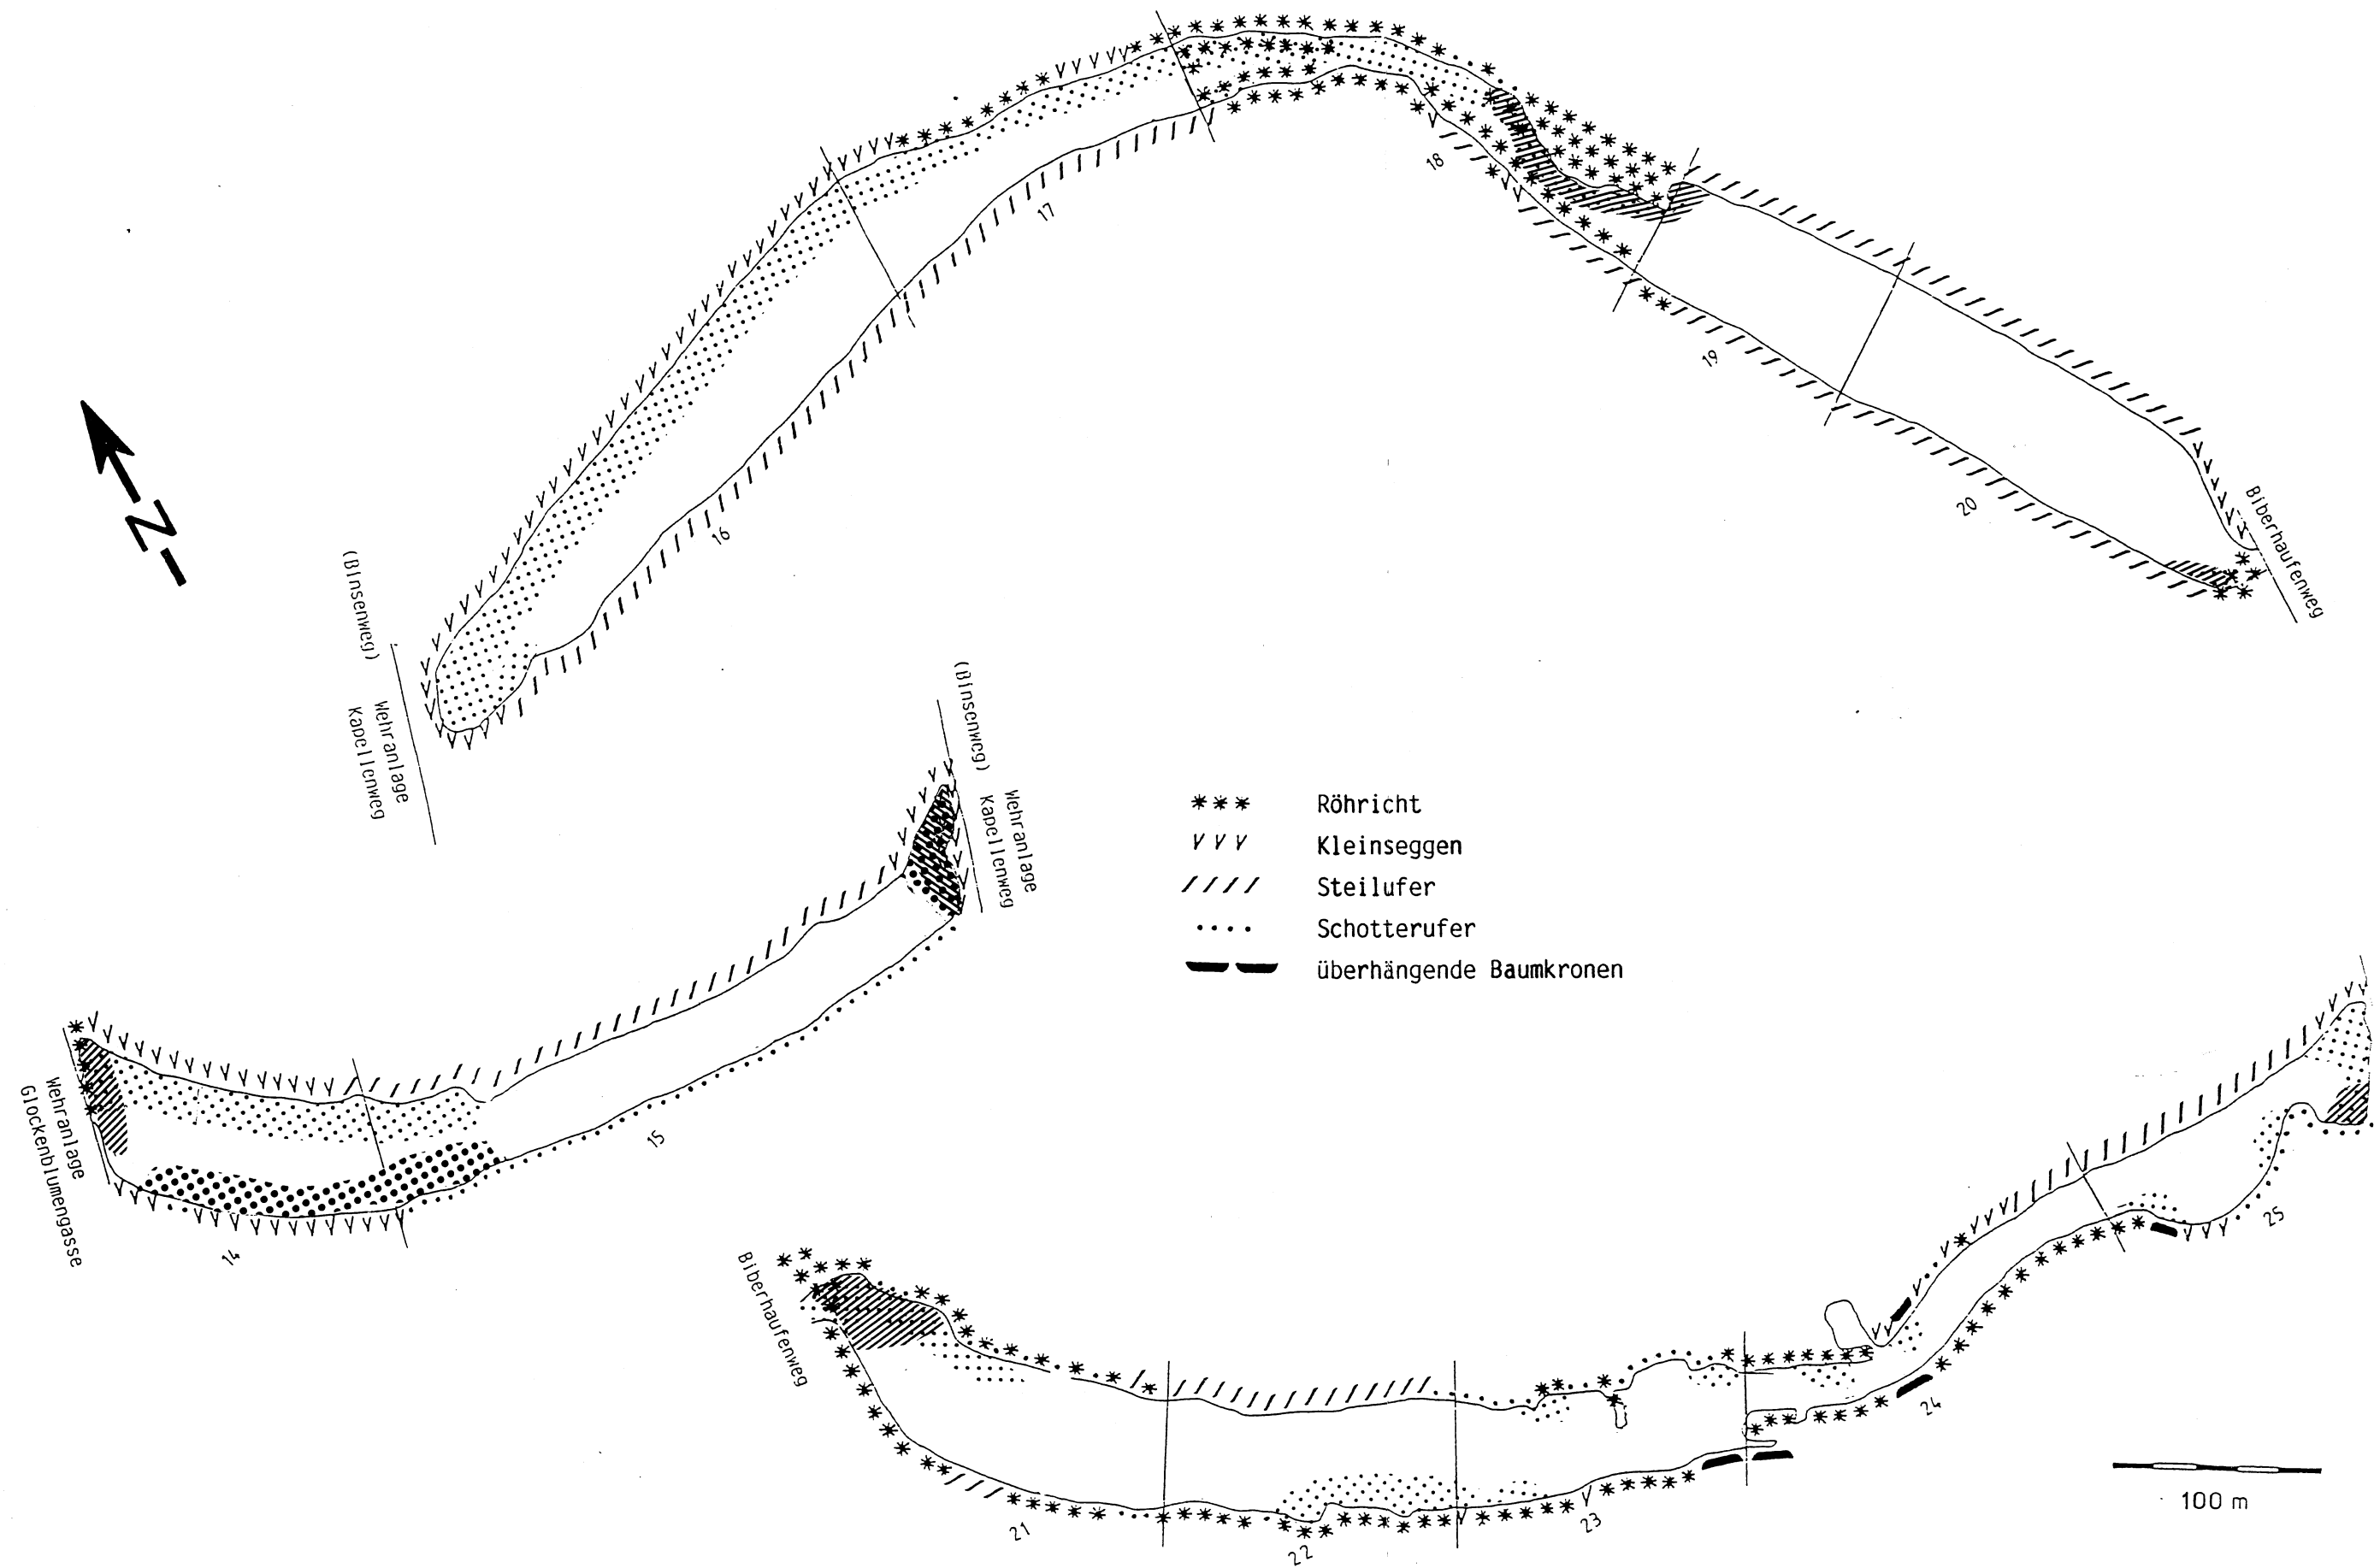 17
18
19
16
20
Biberhaufenweg
N
(Binsenweg)
Wehranlage
Kapellenweg
(Binsenweg)
Wehranlage
Kapellenweg
Röhricht
Kleinseggen
Steilufer
Schotterufer
überhängende Baumkronen
Wehranlage
Glockenblumengasse
14
15
Biberhaufenweg
21
22
23
24
25
100 m